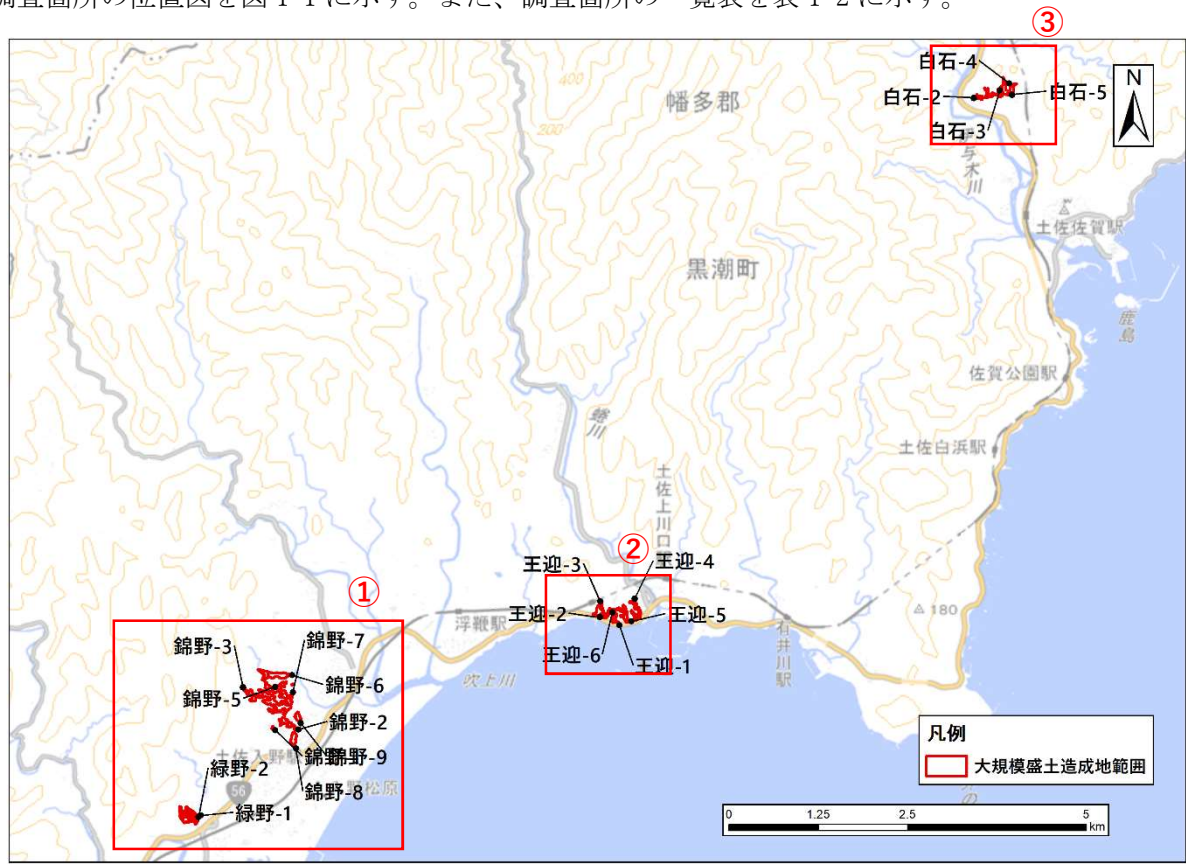 調査箇所の位置図を図1-1に示す。また、調査箇所の一覧表を表1-2に示す。
③
白石-4
白石-2
白石-5
白石-3
N
幡多郡
400
200
与木川
土佐佐賀駅
黒潮町
鹿島
佐賀公園駅
蜷川
土佐白浜駅
土佐上川口
②
王迎-3
王迎-4
①
王迎-2
王迎-5
浮鞭駅
180
有井川駅
王迎-6
王迎-1
吹上川
錦野-3
錦野-7
錦野-6
錦野-5
錦野-2
錦野-9
土佐入野
錦野-8
松原
緑野-2
56
緑野-1
凡例
大規模盛土造成地範囲
0 1.25 2.5 5
km